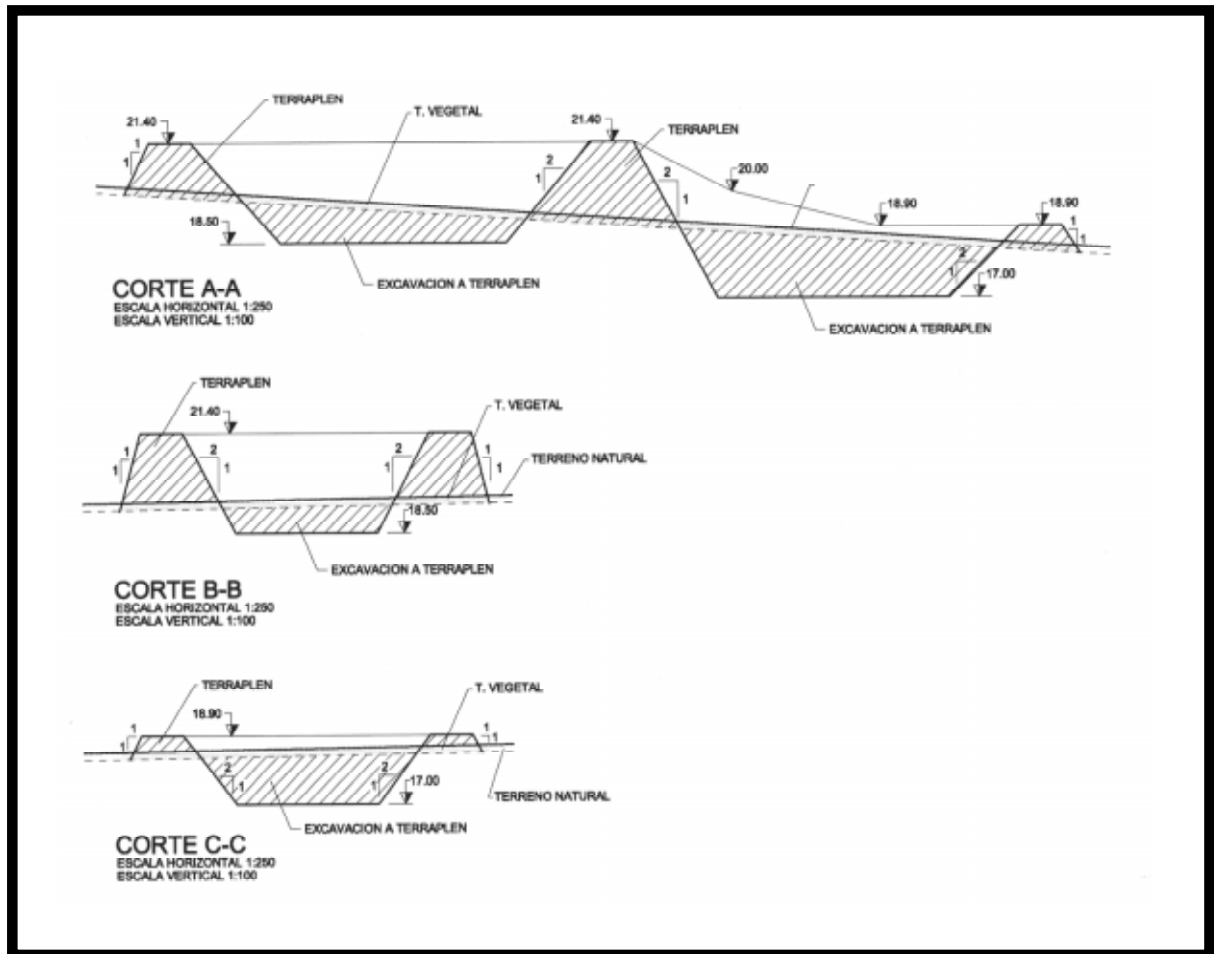 TERRAPLEN
T. VEGETAL
21.40
21.40
TERRAPLEN
1
1
2
1
2
1
20.00
18.90
18.90
1
1
18.50
2
1
17.00
EXCAVACION A TERRAPLEN
EXCAVACION A TERRAPLEN
CORTE A-A
ESCALA HORIZONTAL 1:250
ESCALA VERTICAL 1:100
TERRAPLEN
21.40
T. VEGETAL
1
1
2
1
2
1
1
1
TERRENO NATURAL
18.50
EXCAVACION A TERRAPLEN
CORTE B-B
ESCALA HORIZONTAL 1:250
ESCALA VERTICAL 1:100
TERRAPLEN
T. VEGETAL
18.90
1
1
1
1
2
1
2
1
17.00
TERRENO NATURAL
EXCAVACION A TERRAPLEN
CORTE C-C
ESCALA HORIZONTAL 1:250
ESCALA VERTICAL 1:100